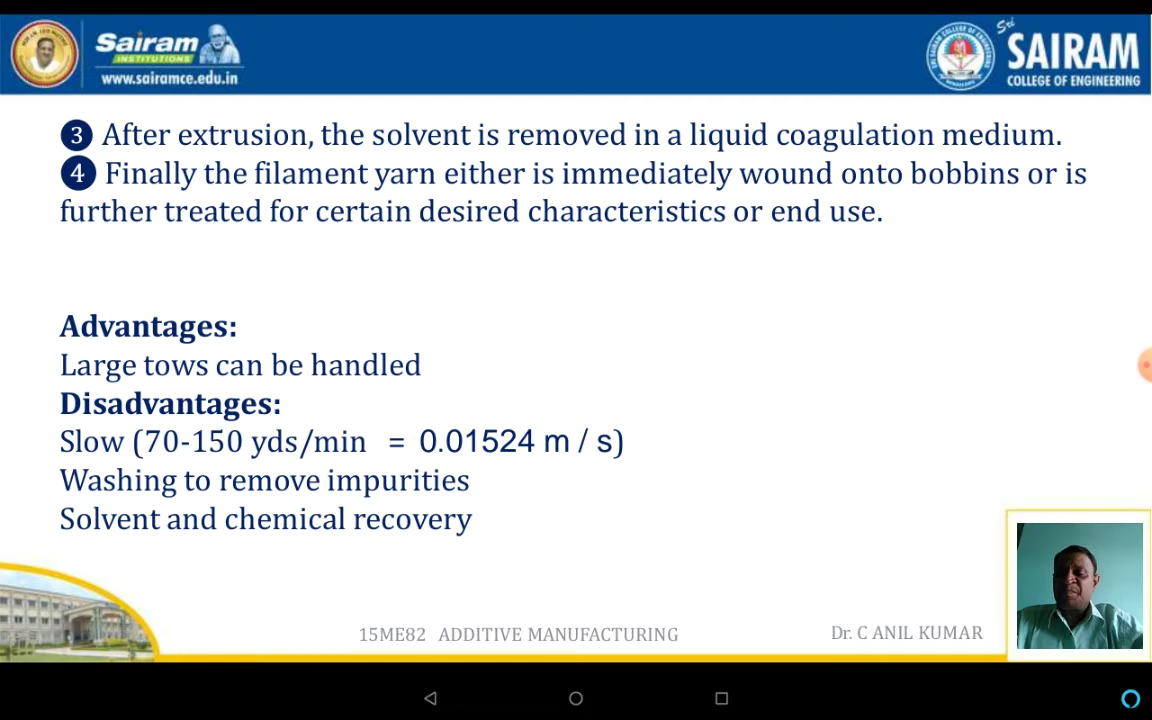 Sairam
INSTITUTIONS
www.sairamce.edu.in
Sri
SAIRAM
COLLEGE OF ENGINEERING
❸ After extrusion, the solvent is removed in a liquid coagulation medium.
❹ Finally the filament yarn either is immediately wound onto bobbins or is
further treated for certain desired characteristics or end use.
Advantages:
Large tows can be handled
Disadvantages:
Slow (70-150 yds/min = 0.01524 m / s)
Washing to remove impurities
Solvent and chemical recovery
15ME82 ADDITIVE MANUFACTURING
Dr. C ANIL KUMAR